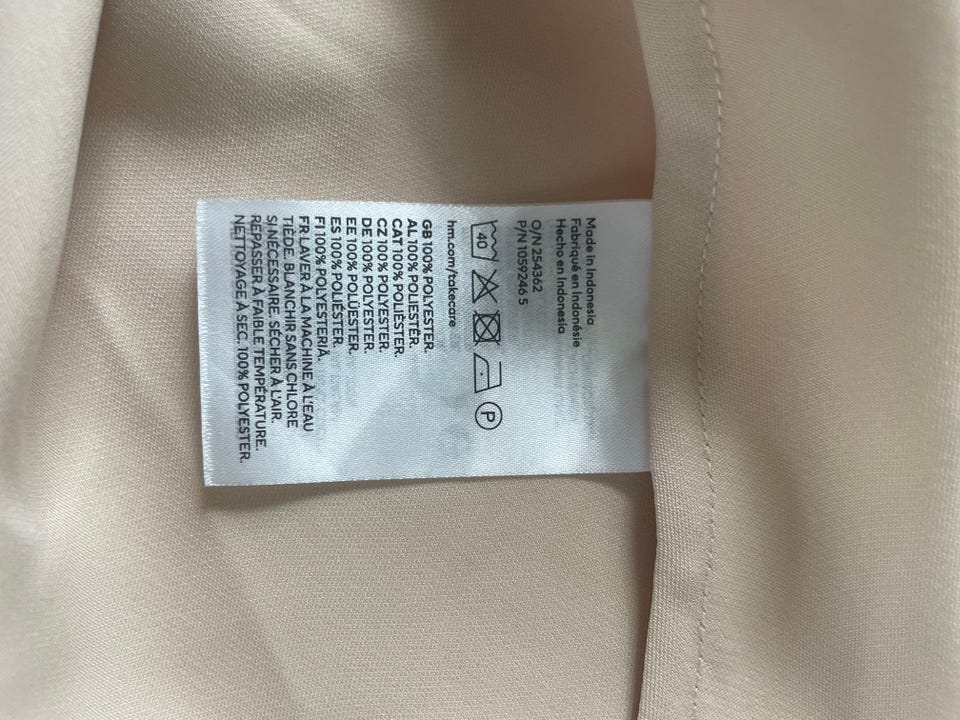 Made in Indonesia
Fabriqué en Indonésie
Hecho en Indonesia
O/N 254362
P/N 1059246 5
40
P
hm.com/takecare
GB 100% POLYESTER.
AL 100% POLIESTËR.
CAT 100% POLIÈSTER.
CZ 100% POLYESTER.
DE 100% POLYESTER.
EE 100% POLÜESTER.
ES 100% POLIÉSTER.
FI 100% POLYESTERIÄ.
FR LAVER À LA MACHINE À L'EAU
TIÈDE. BLANCHIR SANS CHLORE
SI NÉCESSAIRE. SÉCHER À L'AIR.
REPASSER À FAIBLE TEMPÉRATURE.
NETTOYAGE À SEC. 100% POLYESTER.